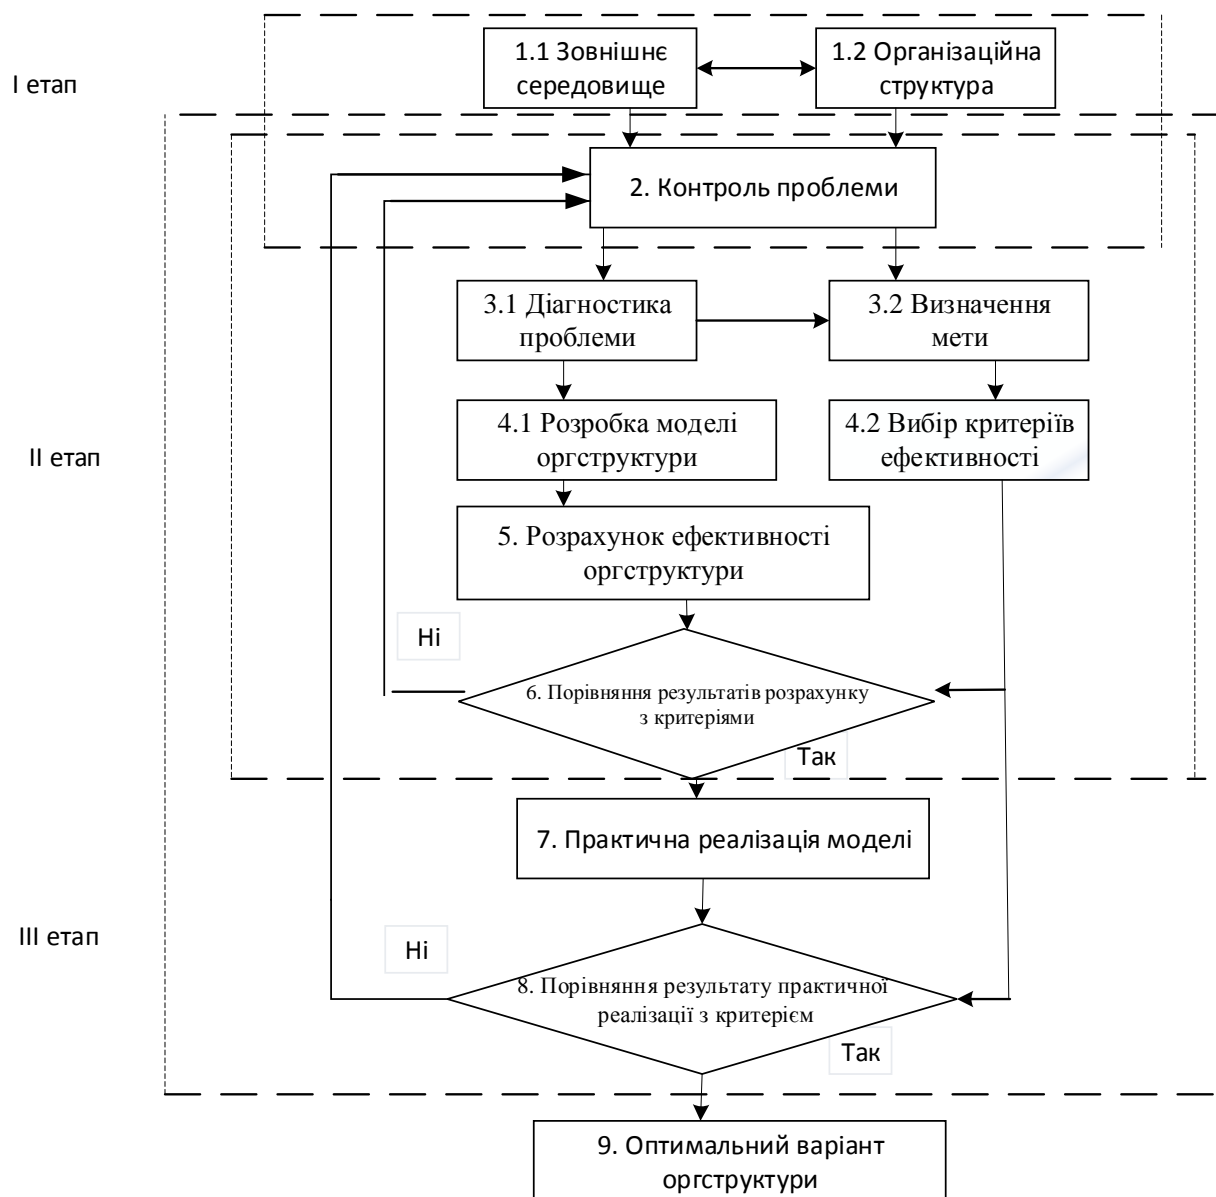 1.1 Зовнішнє
середовище
1.2 Організаційна
структура
І етап
2. Контроль проблеми
3.1 Діагностика
проблеми
3.2 Визначення
мети
4.1 Розробка моделі
оргструктури
4.2 Вибір критеріїв
ефективності
ІІ етап
5. Розрахунок ефективності
оргструктури
Ні
6. Порівняння результатів розрахунку
з критеріями
Так
7. Практична реалізація моделі
ІІІ етап
Ні
8. Порівняння результату практичної
реалізації з критерієм
Так
9. Оптимальний варіант
оргструктури